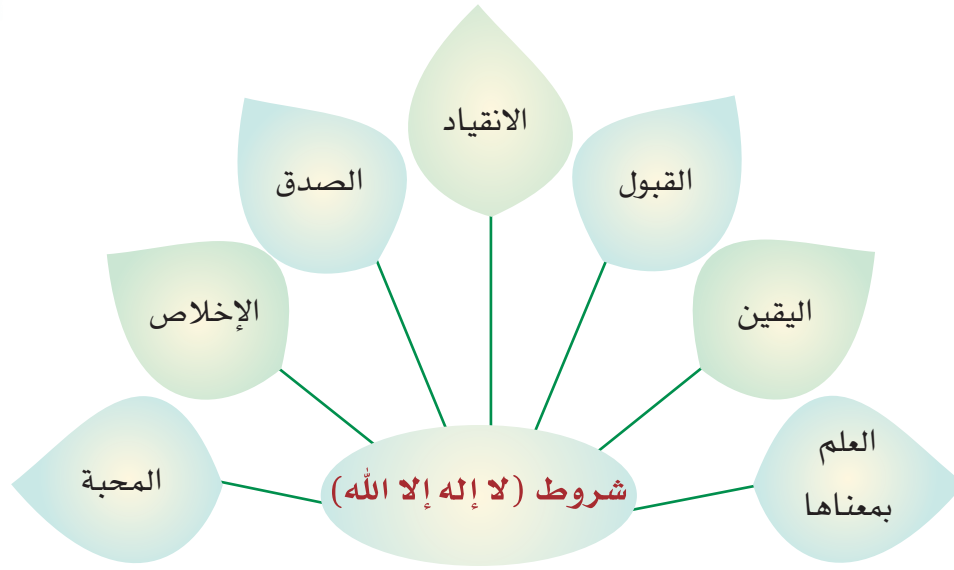 شروط (لا إله إلا الله)
العلم
بمعناها
اليقين
القبول
الانقياد
الصدق
الإخلاص
المحبة